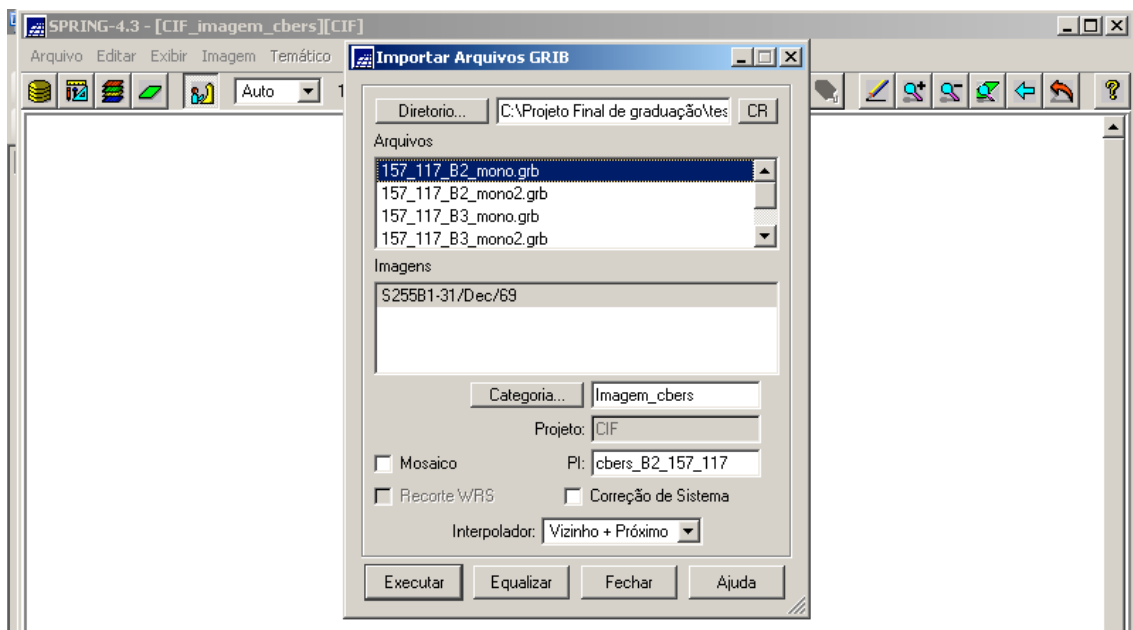 SPRING-4.3 - [CIF_imagem_cbers][CIF]
Arquivo Editar Exibir Imagem Temático
Importar Arquivos GRIB
Auto
1
Diretorio... C:\Projeto Final de graduação\tes CR
Arquivos
157_117_B2_mono.grb
157_117_B2_mono2.grb
157_117_B3_mono.grb
157_117_B3_mono2.grb
Imagens
S255B1-31/Dec/69
Categoria... Imagem_cbers
Projeto: CIF
Mosaico PI: cbers_B2_157_117
Recorte WRS Correção de Sistema
Interpolador: Vizinho + Próximo
Executar Equalizar Fechar Ajuda